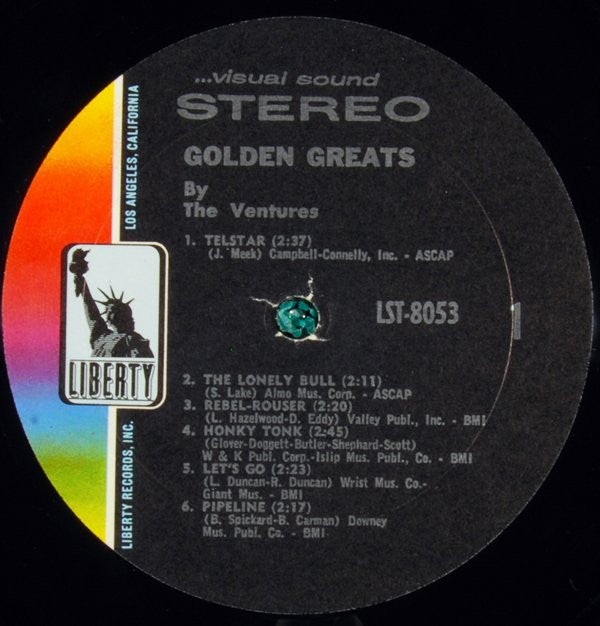 ...visual sound
STEREO
GOLDEN GREATS
By
The Ventures
1. TELSTAR (2:37)
(J. Meek) Campbell-Connelly, Inc. - ASCAP
LST-8053
1
2. THE LONELY BULL (2:11)
(S. Lake) Almo Mus. Corp. - ASCAP
3. REBEL-ROUSER (2:20)
(L. Hazelwood-D. Eddy) Valley Publ., Inc. - BMI
4. HONKY TONK (2:45)
(Glover-Doggett-Butler-Shephard-Scott)
W & K Publ. Corp.-Islip Mus. Publ., Co. - BMI
5. LET'S GO (2:23)
(L. Duncan-R. Duncan) Wrist Mus. Co.-
Giant Mus. - BMI
6. PIPELINE (2:17)
(B. Spickard-B. Carman) Downey
Mus. Publ. Co. - BMI
LIBERTY
LIBERTY RECORDS, INC.
LOS ANGELES, CALIFORNIA